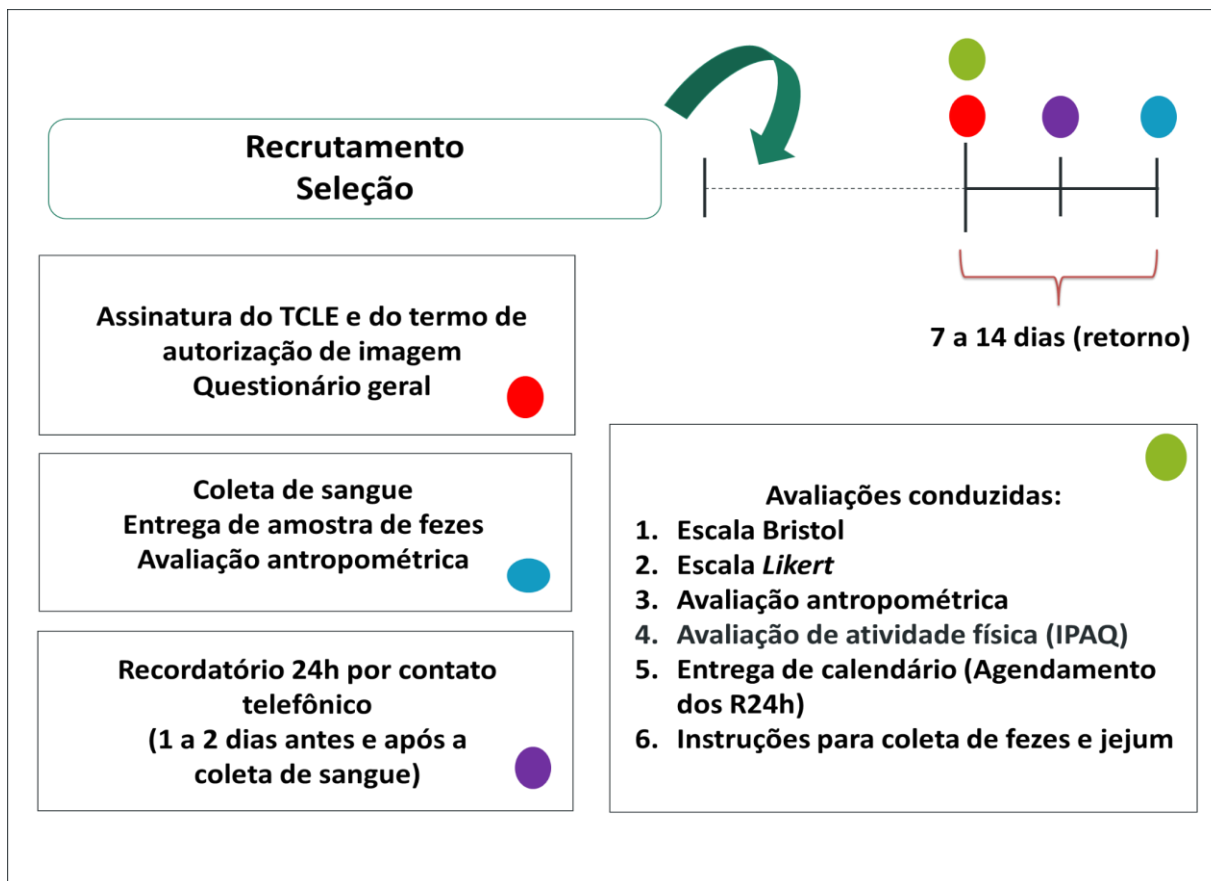 Recrutamento
Seleção
7 a 14 dias (retorno)
Assinatura do TCLE e do termo de
autorização de imagem
Questionário geral
Coleta de sangue
Entrega de amostra de fezes
Avaliação antropométrica
Recordatório 24h por contato
telefônico
(1 a 2 dias antes e após a
coleta de sangue)
Avaliações conduzidas:
1. Escala Bristol
2. Escala Likert
3. Avaliação antropométrica
4. Avaliação de atividade física (IPAQ)
5. Entrega de calendário (Agendamento
dos R24h)
6. Instruções para coleta de fezes e jejum